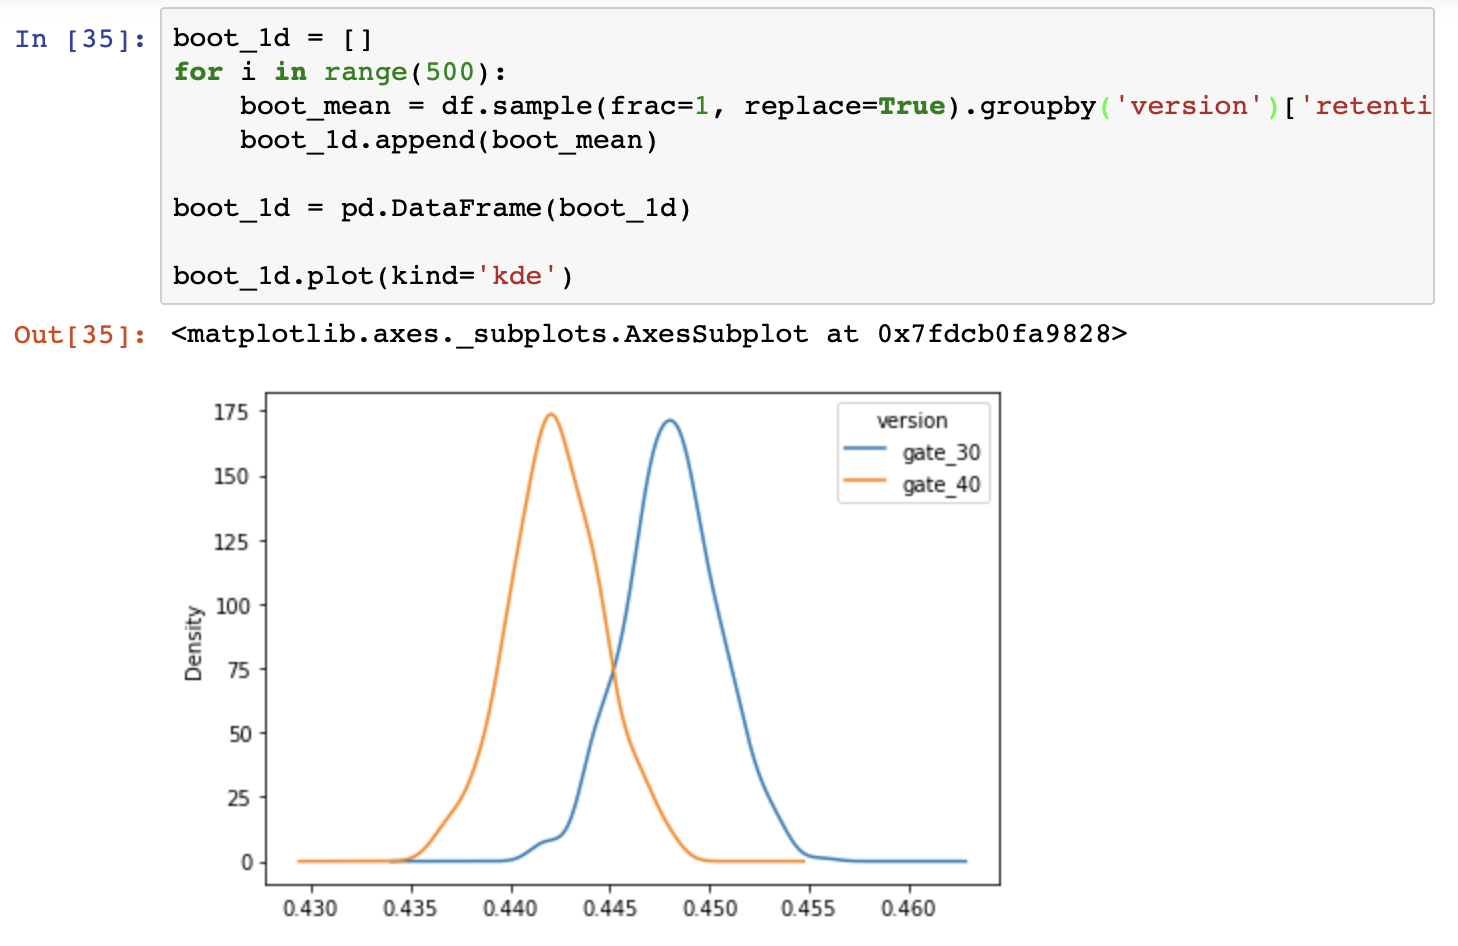 In [35]:
boot_1d = []
for i in range(500):
    boot_mean = df.sample(frac=1, replace=True).groupby('version')['retenti
    boot_1d.append(boot_mean)
boot_1d = pd.DataFrame(boot_1d)
boot_1d.plot(kind='kde')
Out[35]: <matplotlib.axes._subplots.AxesSubplot at 0x7fdcb0fa9828>
version
gate_30
gate_40
Density
175
150
125
100
75
50
25
0
0.430 0.435 0.440 0.445 0.450 0.455 0.460